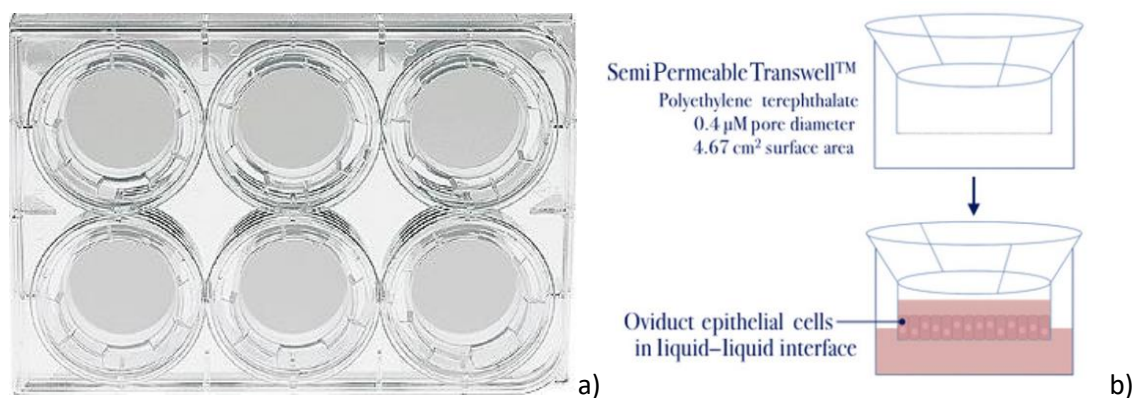 Semi Permeable Transwell™
Polyethylene terephthalate
0.4 µM pore diameter
4.67 cm² surface area
Oviduct epithelial cells
in liquid–liquid interface
a)
b)